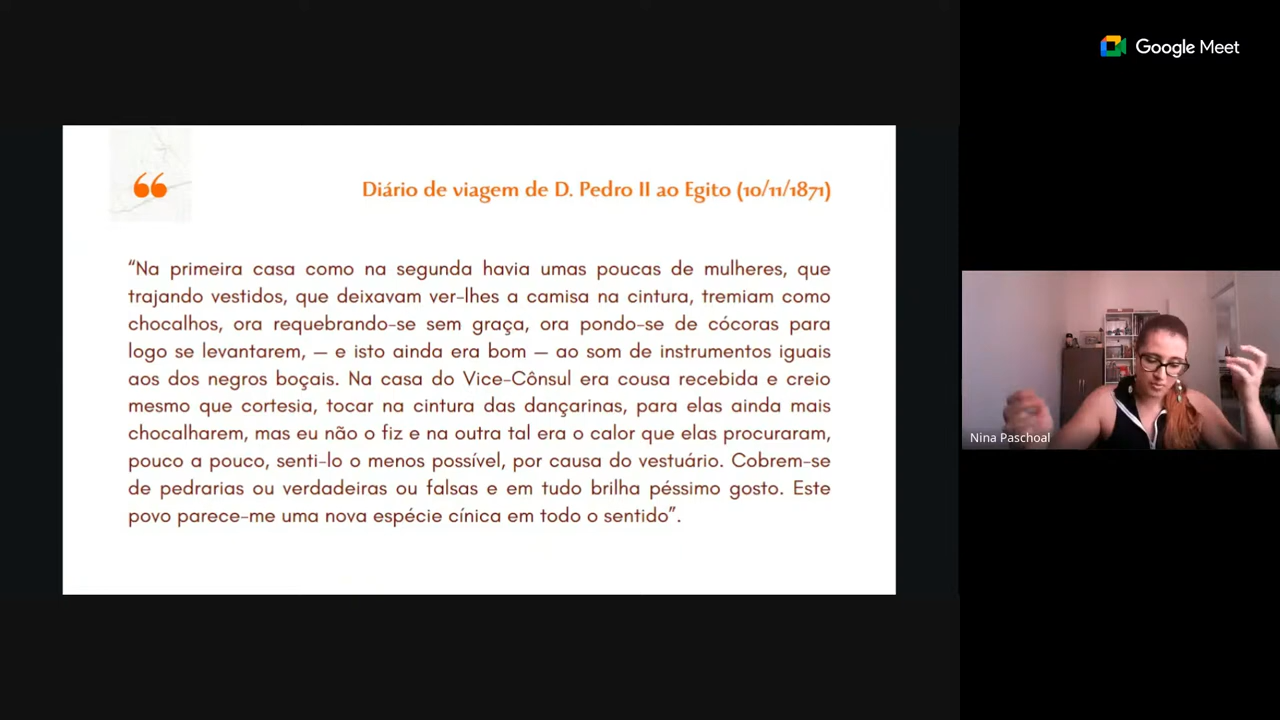 Google Meet
“
Diário de viagem de D. Pedro II ao Egito (10/11/1871)
“Na primeira casa como na segunda havia umas poucas de mulheres, que
trajando vestidos, que deixavam ver-lhes a camisa na cintura, tremiam como
chocalhos, ora requebrando-se sem graça, ora pondo-se de cócoras para
logo se levantarem, — e isto ainda era bom — ao som de instrumentos iguais
aos dos negros boçais. Na casa do Vice-Cônsul era cousa recebida e creio
mesmo que cortesia, tocar na cintura das dançarinas, para elas ainda mais
chocalharem, mas eu não o fiz e na outra tal era o calor que elas procuraram,
pouco a pouco, senti-lo o menos possível, por causa do vestuário. Cobrem-se
de pedrarias ou verdadeiras ou falsas e em tudo brilha péssimo gosto. Este
povo parece-me uma nova espécie cínica em todo o sentido”.
Nina Paschoal